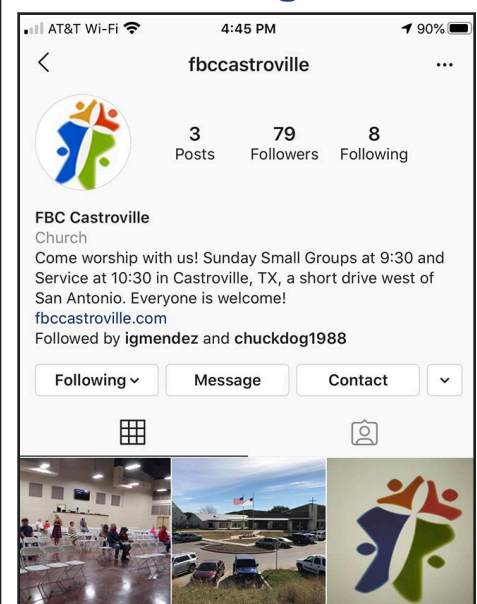 AT&T Wi-Fi 4:45 PM 90%
fbccastroville
3 79 8
Posts Followers Following
FBC Castroville
Church
Come worship with us! Sunday Small Groups at 9:30 and
Service at 10:30 in Castroville, TX, a short drive west of
San Antonio. Everyone is welcome!
fbccastroville.com
Followed by igmendez and chuckdog1988
Following Message Contact